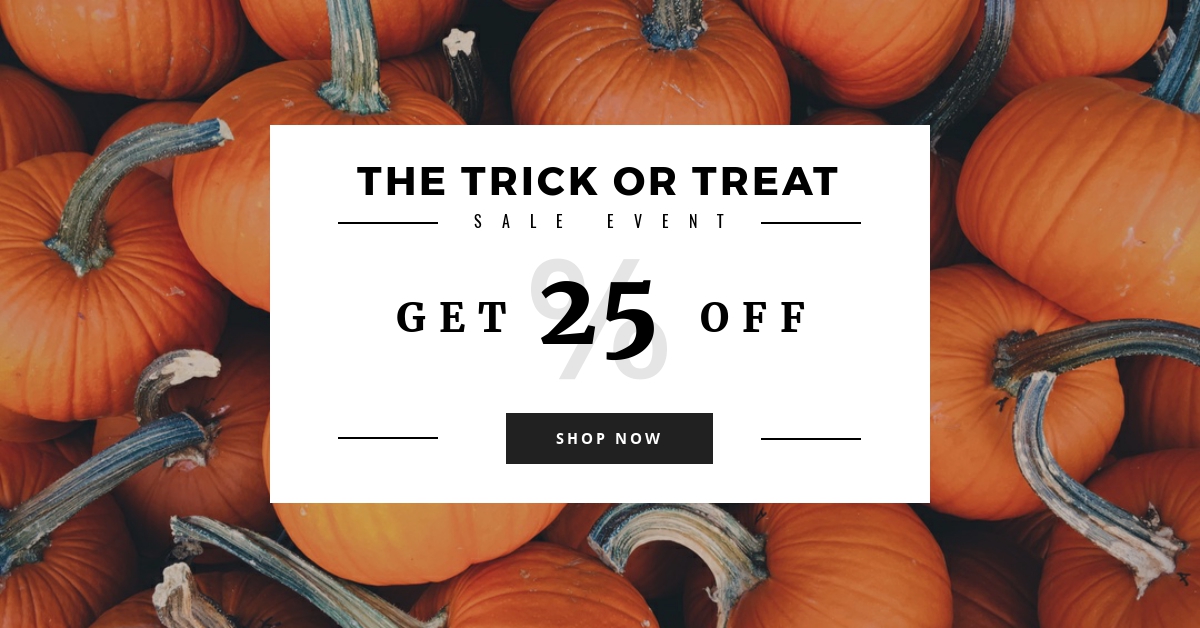 THE TRICK OR TREAT
SALE EVENT
GET 25% OFF
SHOP NOW